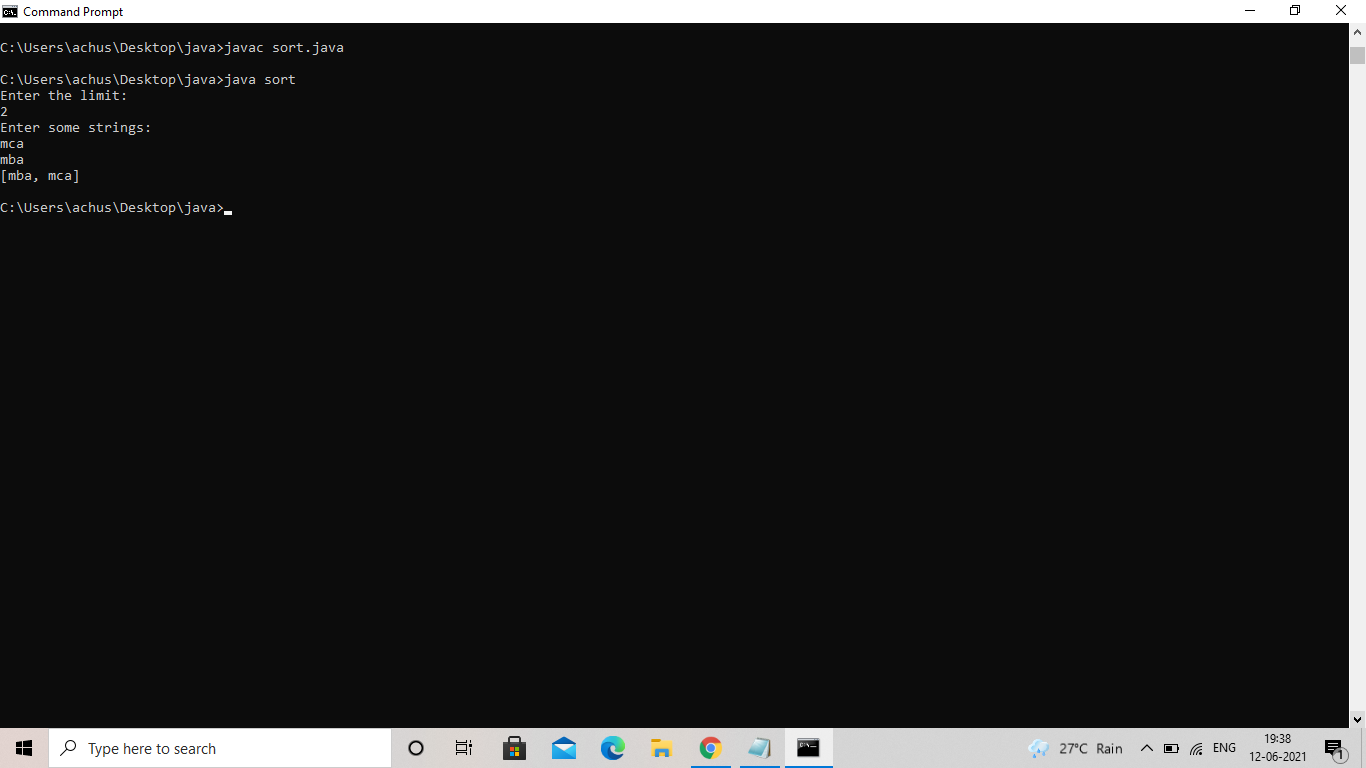 Command Prompt
C:\Users\achus\Desktop\java>javac sort.java
C:\Users\achus\Desktop\java>java sort
Enter the limit:
2
Enter some strings:
mca
mba
[mba, mca]
C:\Users\achus\Desktop\java>
Type here to search
27°C Rain
ENG
19:38
12-06-2021
1